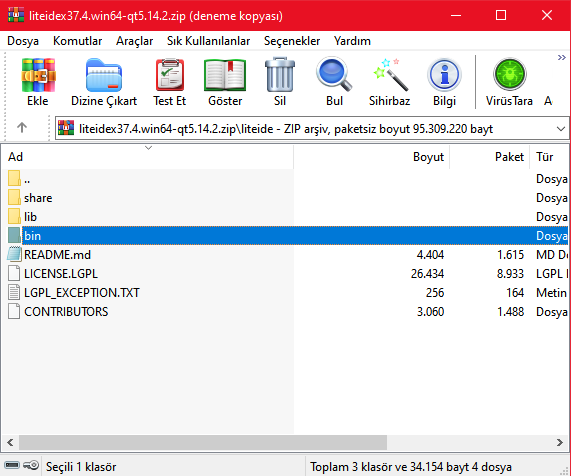 liteidex37.4.win64-qt5.14.2.zip (deneme kopyası)
Dosya Komutlar Araçlar Sık Kullanılanlar Seçenekler Yardım
Ekle Dizine Çıkart Test Et Göster Sil Bul Sihirbaz Bilgi VirüsTara A
liteidex37.4.win64-qt5.14.2.zip\liteide - ZIP arşiv, paketsiz boyut 95.309.220 bayt
Ad Boyut Paket Tür
.. Dosya
share Dosya
lib Dosya
bin Dosya
README.md 4.404 1.615 MD D
LICENSE.LGPL 26.434 8.933 LGPL
LGPL_EXCEPTION.TXT 256 164 Metin
CONTRIBUTORS 3.060 1.488 Dosya
Seçili 1 klasör Toplam 3 klasör ve 34.154 bayt 4 dosya